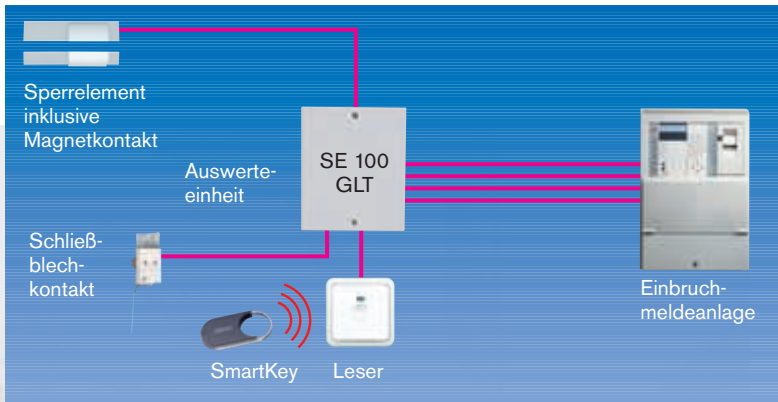 Sperrelement
inklusive
Magnetkontakt
SE 100
GLT
Auswerte-
einheit
Schließ-
blech-
kontakt
Einbruch-
meldeanlage
SmartKey
Leser